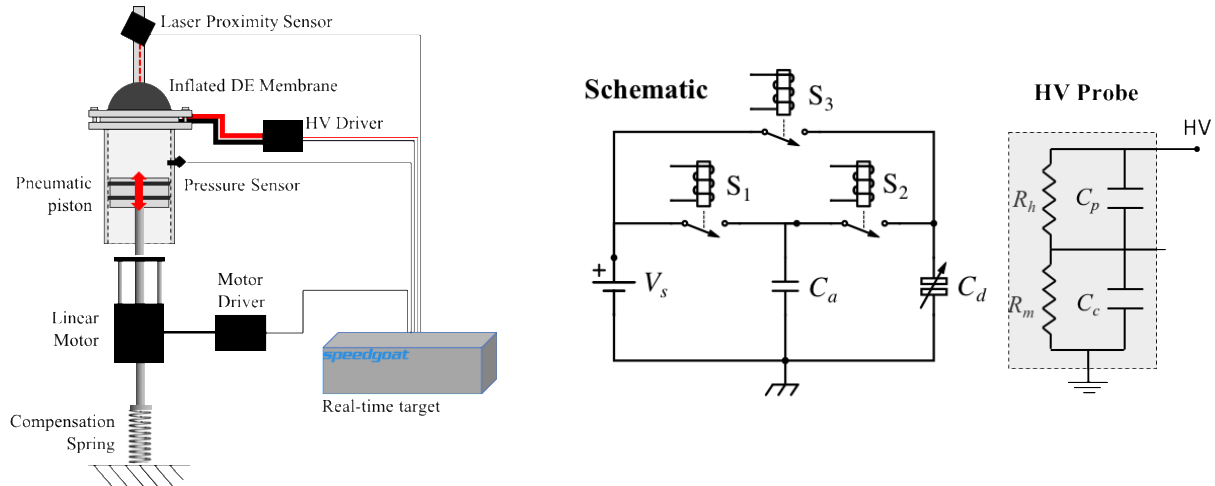 Laser Proximity Sensor
Inflated DE Membrane
HV Driver
Pressure Sensor
Pneumatic
piston
Motor
Driver
Linear
Motor
speedgoat
Real-time target
Compensation
Spring
Schematic
S3
S1
S2
+
Vs
Ca
Cd
HV Probe
HV
Rh
Cp
Rm
Cc